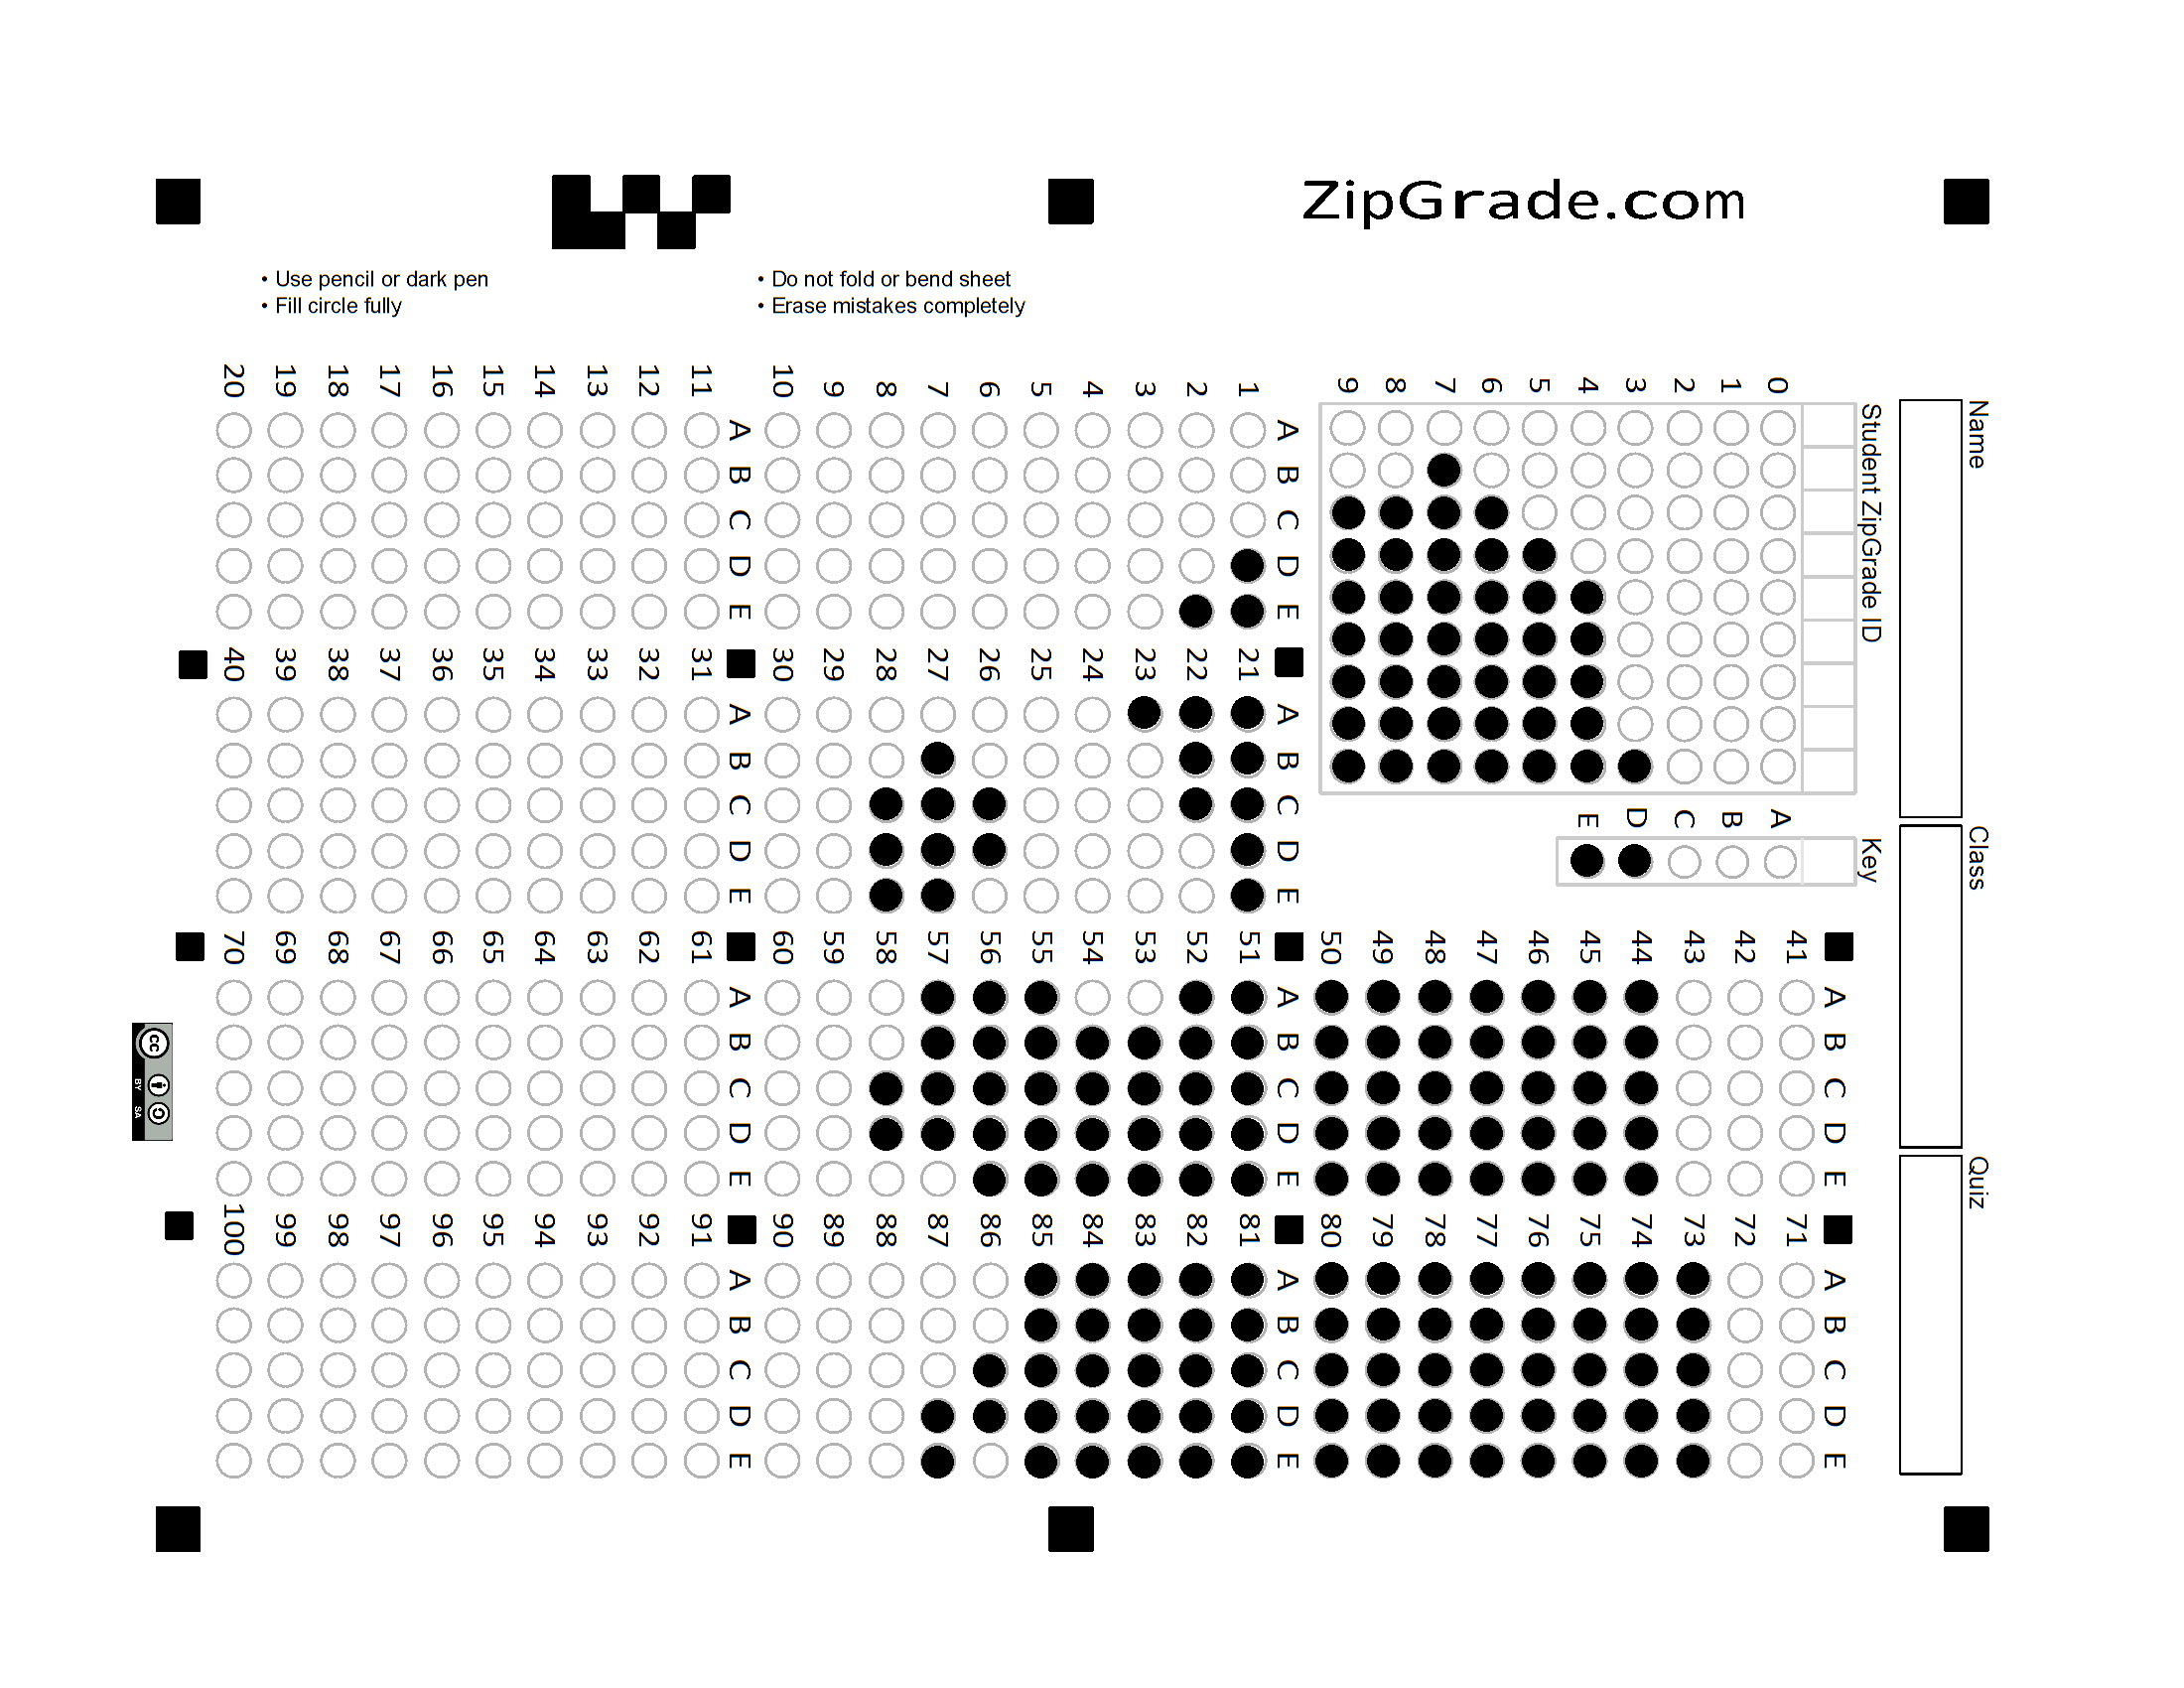 ZipGrade.com
• Use pencil or dark pen
• Fill circle fully
• Do not fold or bend sheet
• Erase mistakes completely
Name
Class
Quiz
Student ZipGrade ID
0 1 2 3 4 5 6 7 8 9
Key
A B C D E
A B C D E
1 2 3 4 5 6 7 8 9 10
A B C D E
11 12 13 14 15 16 17 18 19 20
A B C D E
21 22 23 24 25 26 27 28 29 30
A B C D E
31 32 33 34 35 36 37 38 39 40
A B C D E
41 42 43 44 45 46 47 48 49 50
A B C D E
51 52 53 54 55 56 57 58 59 60
A B C D E
61 62 63 64 65 66 67 68 69 70
A B C D E
71 72 73 74 75 76 77 78 79 80
A B C D E
81 82 83 84 85 86 87 88 89 90
A B C D E
91 92 93 94 95 96 97 98 99 100
cc BY SA